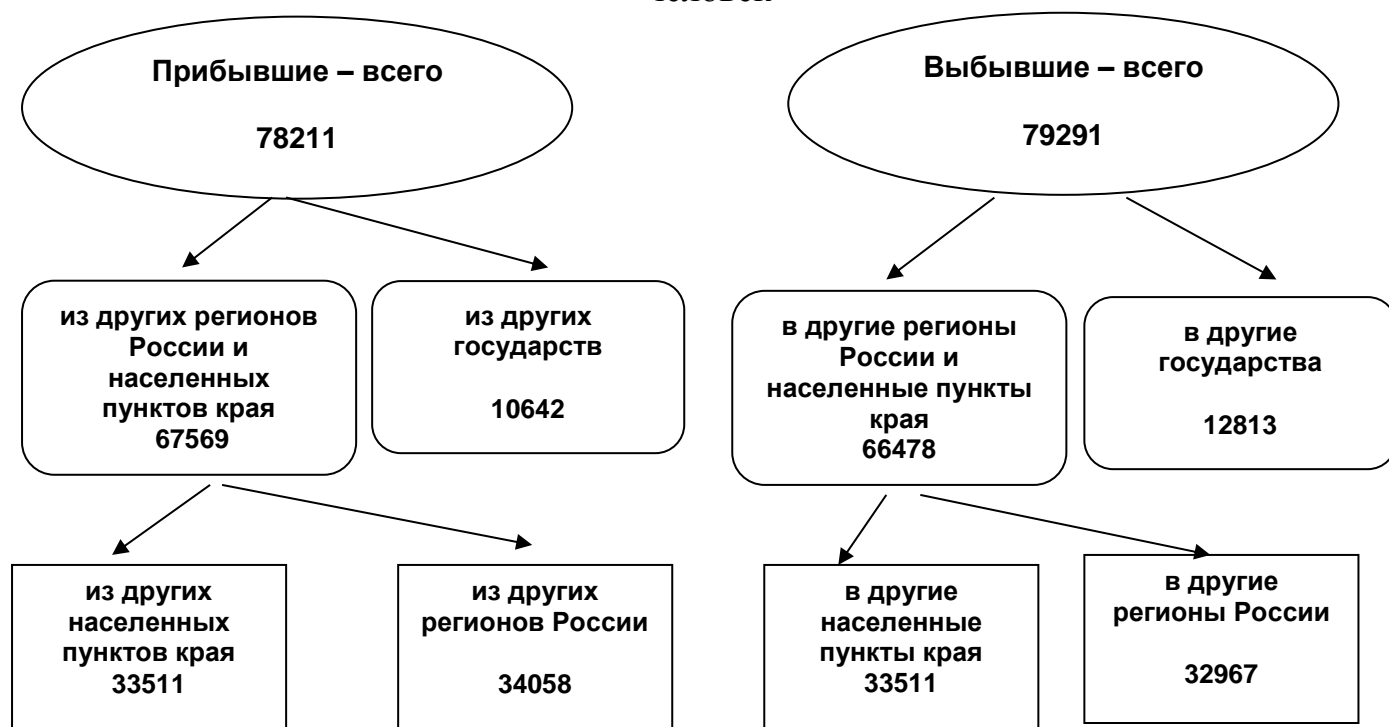 Прибывшие – всего
78211
Выбывшие – всего
79291
из других регионов
России и
населенных
пунктов края
67569
из других
государств
10642
в другие регионы
России и
населенные пункты
края
66478
в другие
государства
12813
из других
населенных
пунктов края
33511
из других
регионов России
34058
в другие
населенные
пункты края
33511
в другие
регионы России
32967